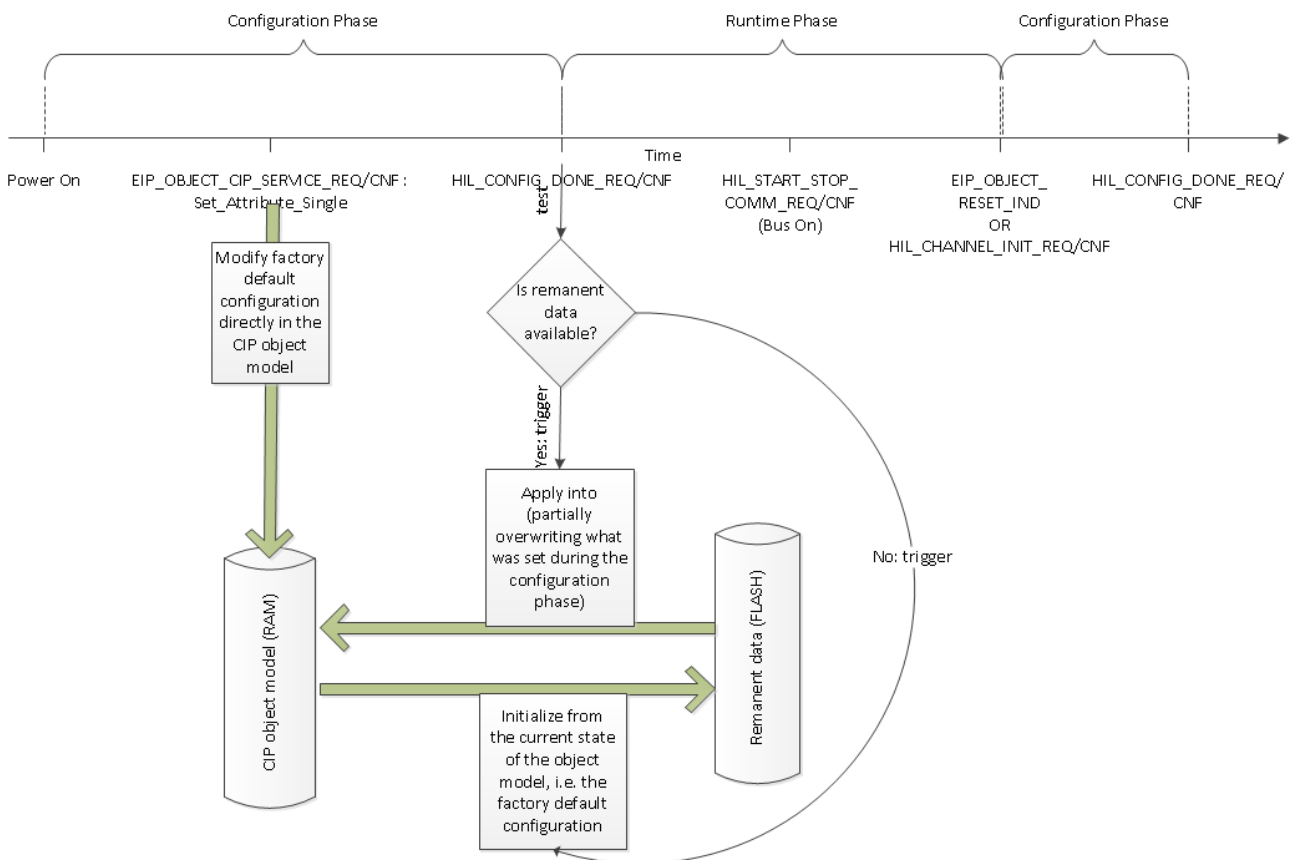 Configuration Phase
Runtime Phase
Configuration Phase
Time
Power On
EIP_OBJECT_CIP_SERVICE_REQ/CNF :
Set_Attribute_Single
HIL_CONFIG_DONE_REQ/CNF
HIL_START_STOP_
COMM_REQ/CNF
(Bus On)
EIP_OBJECT_
RESET_IND
OR
HIL_CHANNEL_INIT_REQ/CNF
HIL_CONFIG_DONE_REQ/
CNF
test
Modify factory
default
configuration
directly in the
CIP object
model
Is remanent
data
available?
Yes: trigger
No: trigger
Apply into
(partially
overwriting what
was set during the
configuration
phase)
CIP object model (RAM)
Remanent data (FLASH)
Initialize from
the current state
of the object
model, i.e. the
factory default
configuration